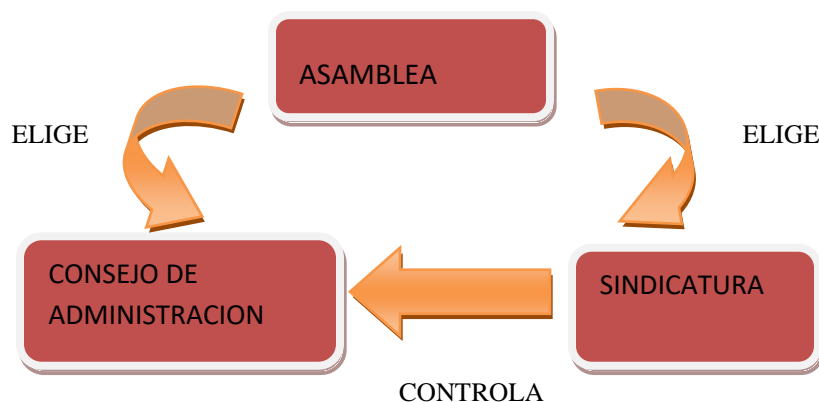 ASAMBLEA
ELIGE
ELIGE
CONSEJO DE
ADMINISTRACION
SINDICATURA
CONTROLA